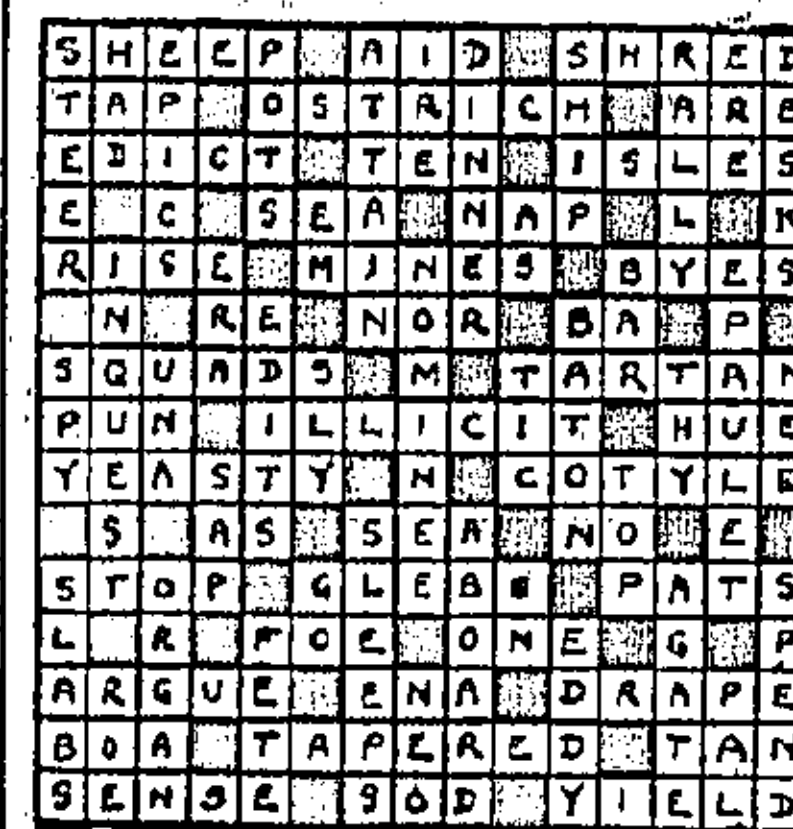 SHEEP AID SHRED
TAP OSTRICH ARE
EDICT TEN ISLES
E C SEA NAP L K
RISE MINES BYES
N RE NOR BA P
SQUADS M TARTAN
PUN ILLICIT HUE
YEASTY N COTYLE
S AS SEA NO E
STOP GLEBE PATS
L R FOE ONE G P
ARGUE ENA DRAPE
BOA TAPERED TAN
SENSE SOD YIELD